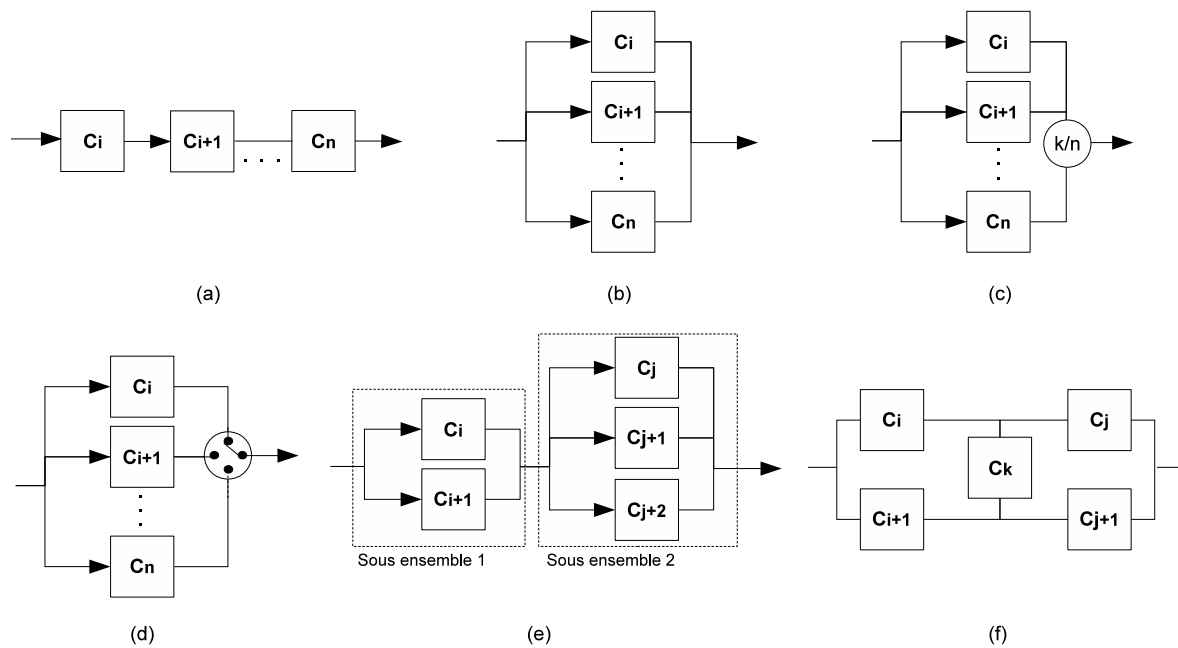 Ci
Ci+1
. . .
Cn
(a)
Ci
Ci+1
. . .
Cn
(b)
Ci
Ci+1
. . .
Cn
k/n
(c)
Ci
Ci+1
. . .
Cn
(d)
Ci
Ci+1
Sous ensemble 1
Cj
Cj+1
Cj+2
Sous ensemble 2
(e)
Ci
Cj
Ck
Ci+1
Cj+1
(f)